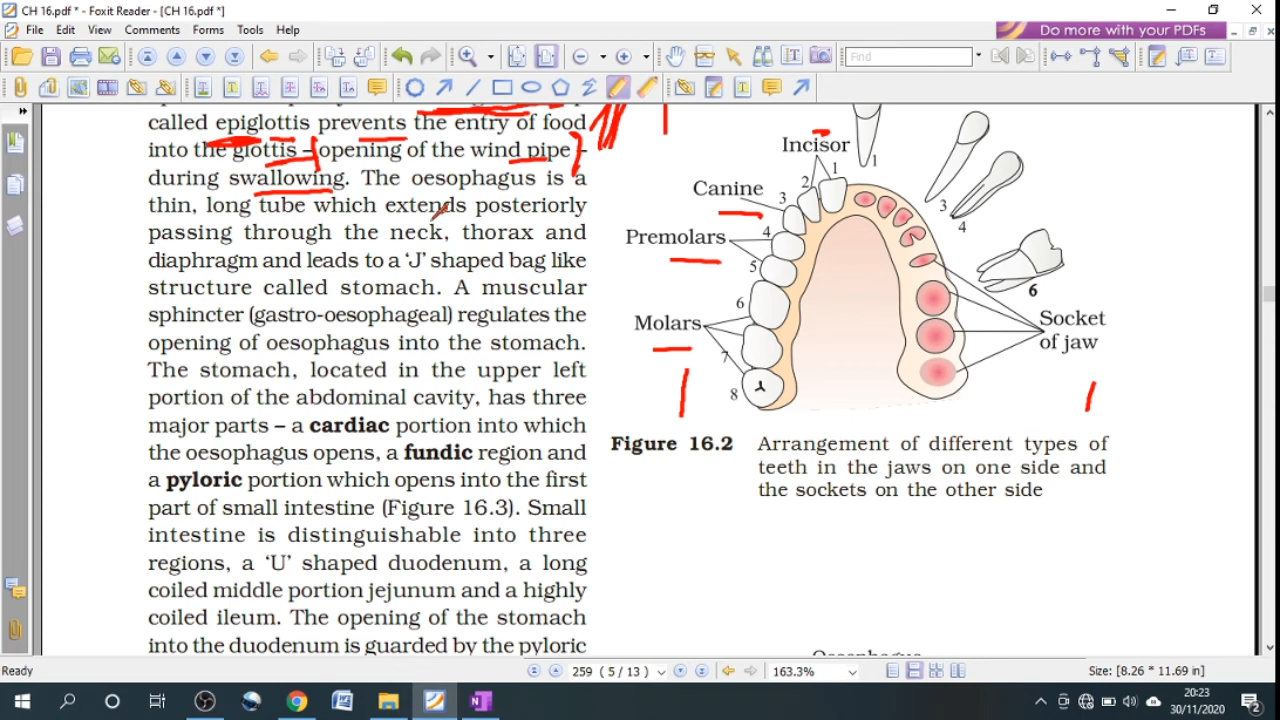 CH 16.pdf * - Foxit Reader - [CH 16.pdf *]
File Edit View Comments Forms Tools Help
Do more with your PDFs
Find
called epiglottis prevents the entry of food
into the glottis – opening of the wind pipe –
during swallowing. The oesophagus is a
thin, long tube which extends posteriorly
passing through the neck, thorax and
diaphragm and leads to a ‘J’ shaped bag like
structure called stomach. A muscular
sphincter (gastro-oesophageal) regulates the
opening of oesophagus into the stomach.
The stomach, located in the upper left
portion of the abdominal cavity, has three
major parts – a cardiac portion into which
the oesophagus opens, a fundic region and
a pyloric portion which opens into the first
part of small intestine (Figure 16.3). Small
intestine is distinguishable into three
regions, a ‘U’ shaped duodenum, a long
coiled middle portion jejunum and a highly
coiled ileum. The opening of the stomach
into the duodenum is guarded by the pyloric
Incisor
1
2
1
Canine
3
3
4
Premolars
4
5
6
6
Molars
7
8
Socket
of jaw
Figure 16.2 Arrangement of different types of
teeth in the jaws on one side and
the sockets on the other side
Oesophagus
Ready
259 ( 5 / 13 )
163.3%
Size: [8.26 * 11.69 in]
20:23
30/11/2020
2